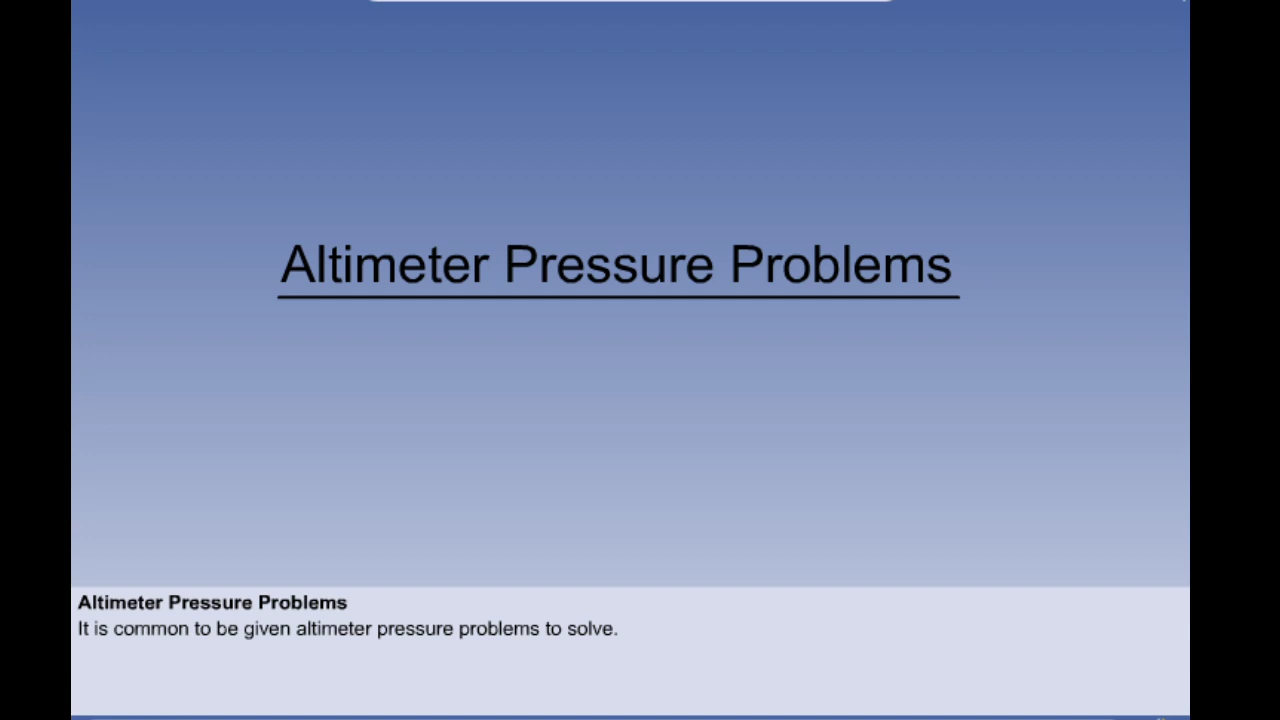 Altimeter Pressure Problems
Altimeter Pressure Problems
It is common to be given altimeter pressure problems to solve.